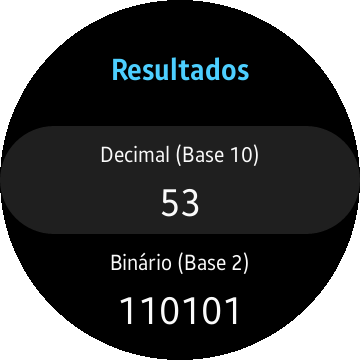 Resultados
Decimal (Base 10)
53
Binário (Base 2)
110101